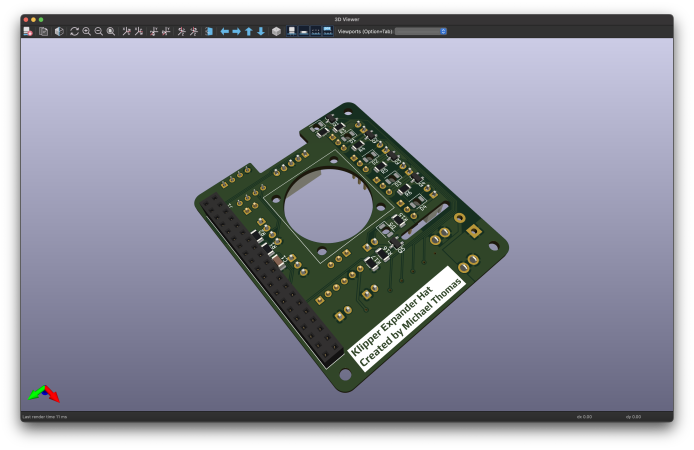 3D Viewer
Viewports (Option+Tab):
Klipper Expander Hat
Created by Michael Thomas
Last render time 11 ms
dx 0.00
dy 0.00